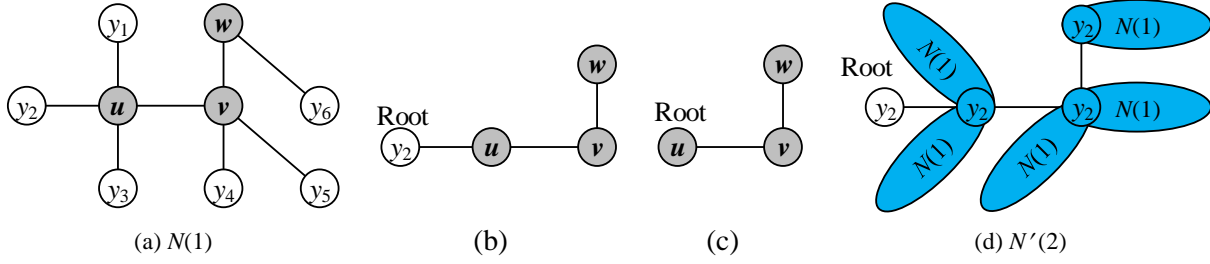 y1
w
y2
u
v
y6
y3
y4
y5
(a) N(1)
w
Root
y2
u
v
(b)
w
Root
u
v
(c)
y2
N(1)
N(1)
Root
y2
y2
y2
N(1)
N(1)
N(1)
(d) N′(2)